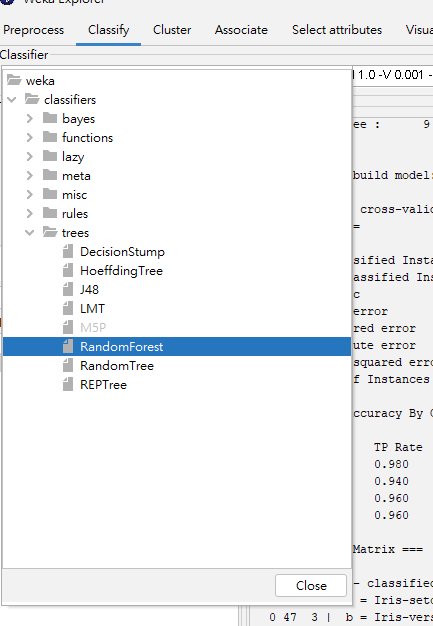 Weka Explorer
Preprocess Classify Cluster Associate Select attributes Visua
Classifier
1.0 -V 0.001 -
weka
classifiers
bayes
functions
lazy
meta
misc
rules
trees
DecisionStump
HoeffdingTree
J48
LMT
M5P
RandomForest
RandomTree
REPTree
Close
ee : 9
build model:
cross-valid
=
sified Insta
assified Ins
c
error
red error
ute error
squared erro
f Instances
ccuracy By C
TP Rate
0.980
0.940
0.960
0.960
Matrix ===
- classified
= Iris-seto
0 47 3 | b = Iris-vers